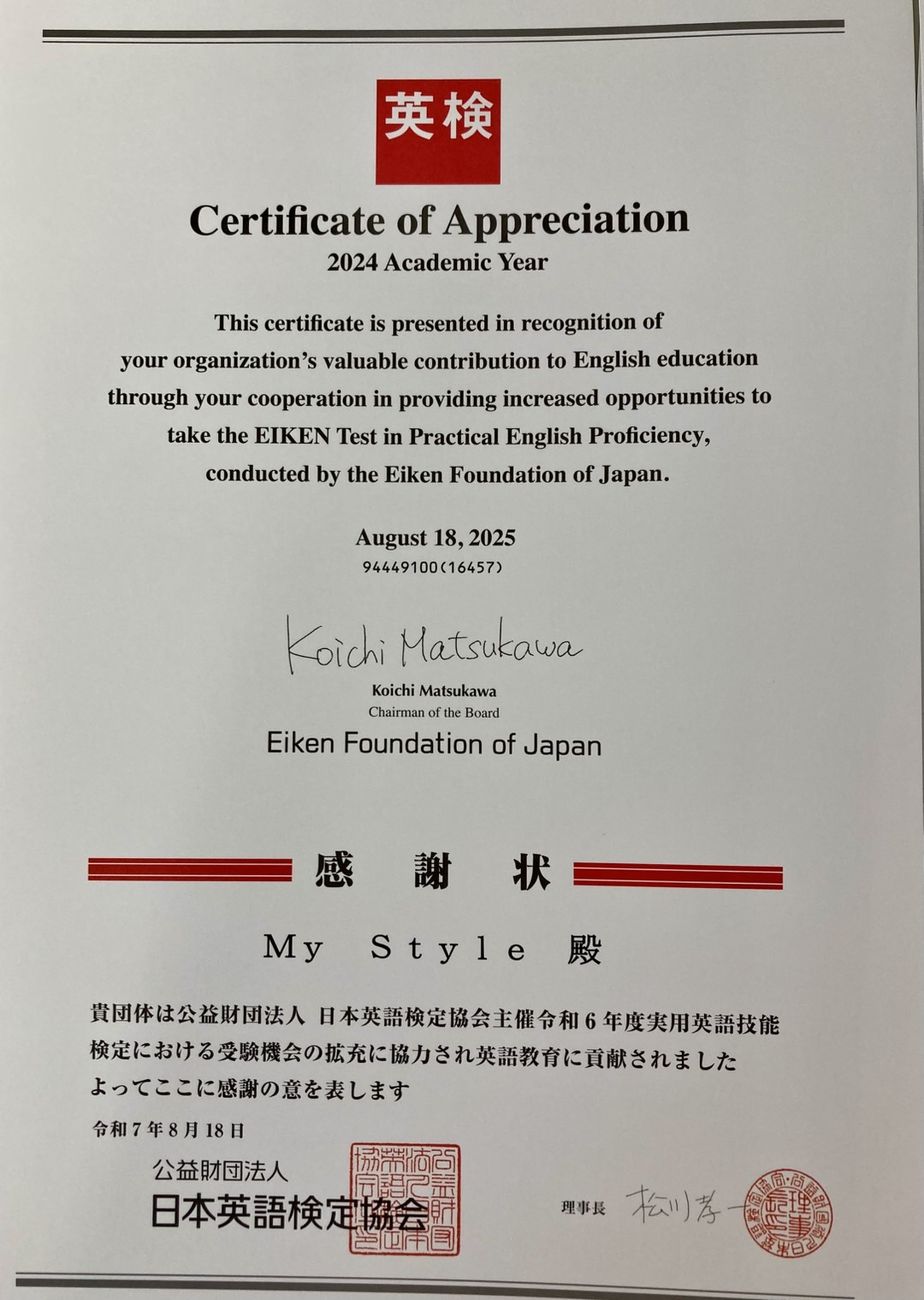 英検
Certificate of Appreciation
2024 Academic Year
This certificate is presented in recognition of
your organization's valuable contribution to English education
through your cooperation in providing increased opportunities to
take the EIKEN Test in Practical English Proficiency,
conducted by the Eiken Foundation of Japan.
August 18, 2025
94449100(16457)
Koichi Matsukawa
Koichi Matsukawa
Chairman of the Board
Eiken Foundation of Japan
感謝状
My Style 殿
貴団体は公益財団法人 日本英語検定協会主催令和6年度実用英語技能
検定における受験機会の拡充に協力され英語教育に貢献されました
よってここに感謝の意を表します
令和7年8月18日
公益財団法人
日本英語検定協会
理事長 松川孝一